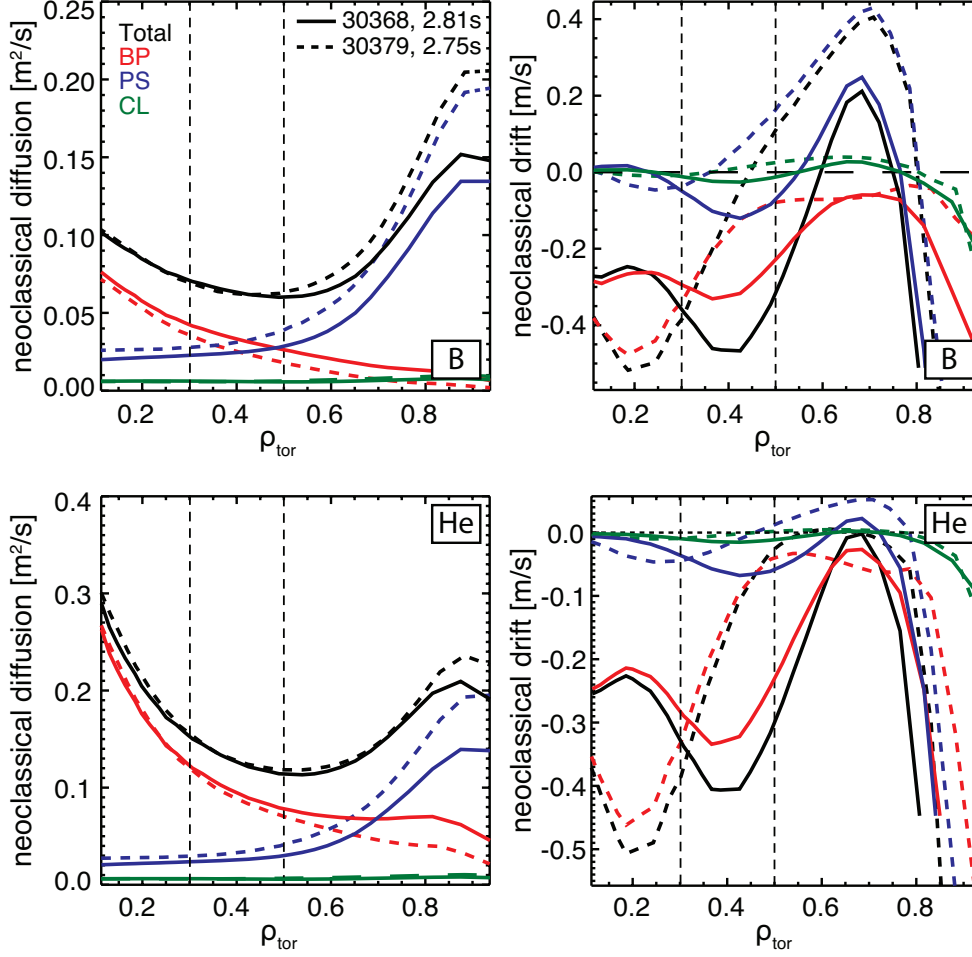 neoclassical diffusion [m²/s]
0.25
0.20
0.15
0.10
0.05
0.00
Total
BP
PS
CL
30368, 2.81s
30379, 2.75s
B
0.2
0.4
0.6
0.8
ρtor
neoclassical drift [m/s]
0.4
0.2
0.0
-0.2
-0.4
B
0.2
0.4
0.6
0.8
ρtor
neoclassical diffusion [m²/s]
0.4
0.3
0.2
0.1
0.0
He
0.2
0.4
0.6
0.8
ρtor
neoclassical drift [m/s]
0.0
-0.1
-0.2
-0.3
-0.4
-0.5
He
0.2
0.4
0.6
0.8
ρtor